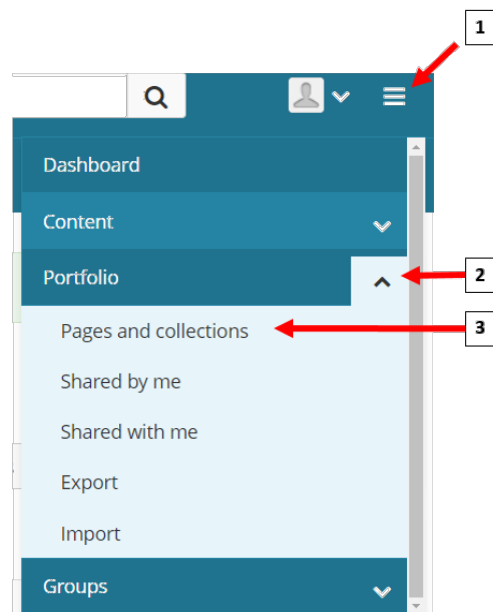 1
Dashboard
Content
Portfolio
2
Pages and collections
3
Shared by me
Shared with me
Export
Import
Groups